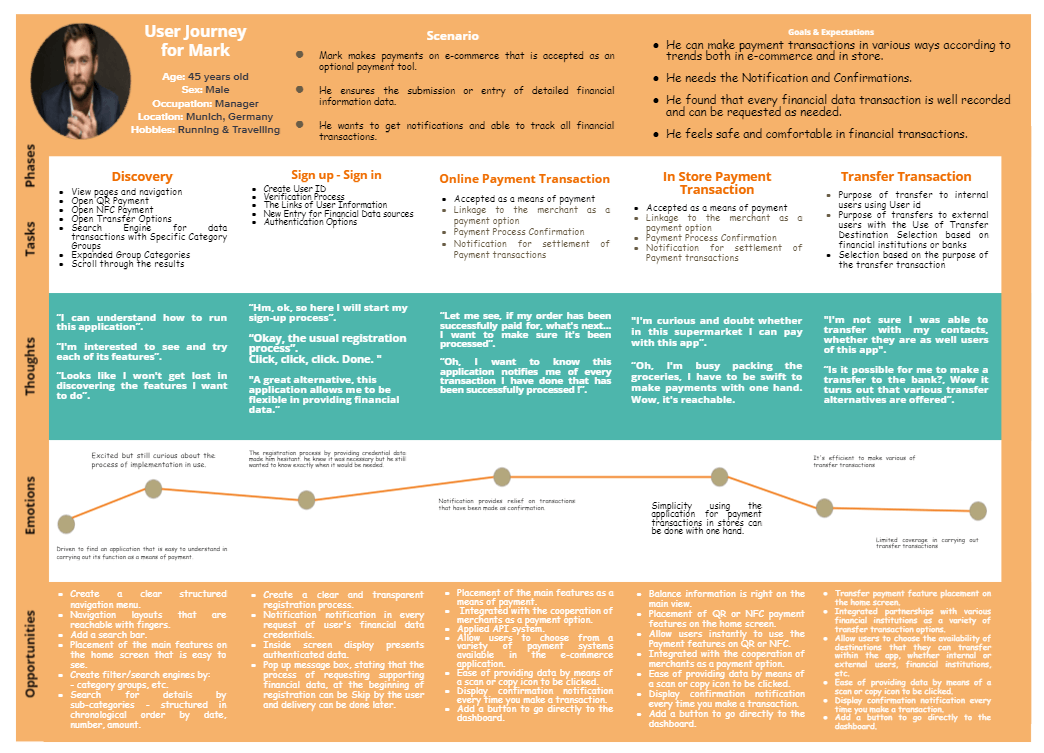 User Journey
for Mark
Age: 45 years old
Sex: Male
Occupation: Manager
Location: Munich, Germany
Hobbies: Running & Travelling
Scenario
Mark makes payments on e-commerce that is accepted as an
optional payment tool.
He ensures the submission or entry of detailed financial
information data.
He wants to get notifications and able to track all financial
transactions.
Goals & Expectations
He can make payment transactions in various ways according to
trends both in e-commerce and in store.
He needs the Notification and Confirmations.
He found that every financial data transaction is well recorded
and can be requested as needed.
He feels safe and comfortable in financial transactions.
Phases
Tasks
Discovery
View pages and navigation
Open QR Payment
Open NFC Payment
Open Transfer Options
Search Engine for data
transactions with Specific Category
Groups
Expanded Group Categories
Scroll through the results
Sign up - Sign in
Create User ID
Verification Process
The Links of User Information
New Entry for Financial Data sources
Authentication Options
Online Payment Transaction
Accepted as a means of payment
Linkage to the merchant as a
payment option
Payment Process Confirmation
Notification for settlement of
Payment transactions
In Store Payment
Transaction
Accepted as a means of payment
Linkage to the merchant as a
payment option
Payment Process Confirmation
Notification for settlement of
Payment transactions
Transfer Transaction
Purpose of transfer to internal
users using User id
Purpose of transfers to external
users with the Use of Transfer
Destination Selection based on
financial institutions or banks
Selection based on the purpose of
the transfer transaction
Thoughts
"I can understand how to run
this application".
"I'm interested to see and try
each of its features".
"Looks like I won't get lost in
discovering the features I want
to do".
"Hm, ok, so here I will start my
sign-up process".
"Okay, the usual registration
process".
Click, click, click. Done. "
"A great alternative, this
application allows me to be
flexible in providing financial
data."
"Let me see, if my order has been
successfully paid for, what's next...
I want to make sure it's been
processed".
"Oh, I want to know this
application notifies me of every
transaction I have done that has
been successfully processed !".
"I'm curious and doubt whether
in this supermarket I can pay
with this app".
"Oh, I'm busy packing the
groceries, I have to be swift to
make payments with one hand.
Wow, it's reachable.
"I'm not sure I was able to
transfer with my contacts,
whether they are as well users
of this app".
"Is it possible for me to make a
transfer to the bank?, Wow it
turns out that various transfer
alternatives are offered".
Emotions
Excited but still curious about the
process of implementation in use.
Driven to find an application that is easy to understand in
carrying out its function as a means of payment.
The registration process by providing credential data
made him hesitant. he knew it was necessary but he still
wanted to know exactly when it would be needed.
Notification provides relief on transactions
that have been made as confirmation.
Simplicity using the
application for payment
transactions in stores can
be done with one hand.
It's efficient to make various of
transfer transactions
Limited coverage in carrying out
transfer transactions
Opportunities
Create a clear structured
navigation menu.
Navigation layouts that are
reachable with fingers.
Add a search bar.
Placement of the main features on
the home screen that is easy to
see.
Create filter/search engines by:
- category groups, etc.
Search for details by
sub-categories - structured in
chronological order by date,
number, amount.
Create a clear and transparent
registration process.
Notification notification in every
request of user's financial data
credentials.
Inside screen display presents
authenticated data.
Pop up message box, stating that the
process of requesting supporting
financial data, at the beginning of
registration can be Skip by the user
and delivery can be done later.
Placement of the main features as a
means of payment.
Integrated with the cooperation of
merchants as a payment option.
Applied API system.
Allow users to choose from a
variety of payment systems
available in the e-commerce
application.
Ease of providing data by means of
a scan or copy icon to be clicked.
Display confirmation notification
every time you make a transaction.
Add a button to go directly to the
dashboard.
Balance information is right on the
main view.
Placement of QR or NFC payment
features on the home screen.
Allow users instantly to use the
Payment features on QR or NFC.
Integrated with the cooperation of
merchants as a payment option.
Ease of providing data by means of
a scan or copy icon to be clicked.
Display confirmation notification
every time you make a transaction.
Add a button to go directly to the
dashboard.
Transfer payment feature placement on
the home screen.
Integrated partnerships with various
financial institutions as a variety of
transfer transaction options.
Allow users to choose the availability of
destinations that they can transfer
within the app, whether internal or
external users, financial institutions,
etc.
Ease of providing data by means of a
scan or copy icon to be clicked.
Display confirmation notification every
time you make a transaction.
Add a button to go directly to the
dashboard.